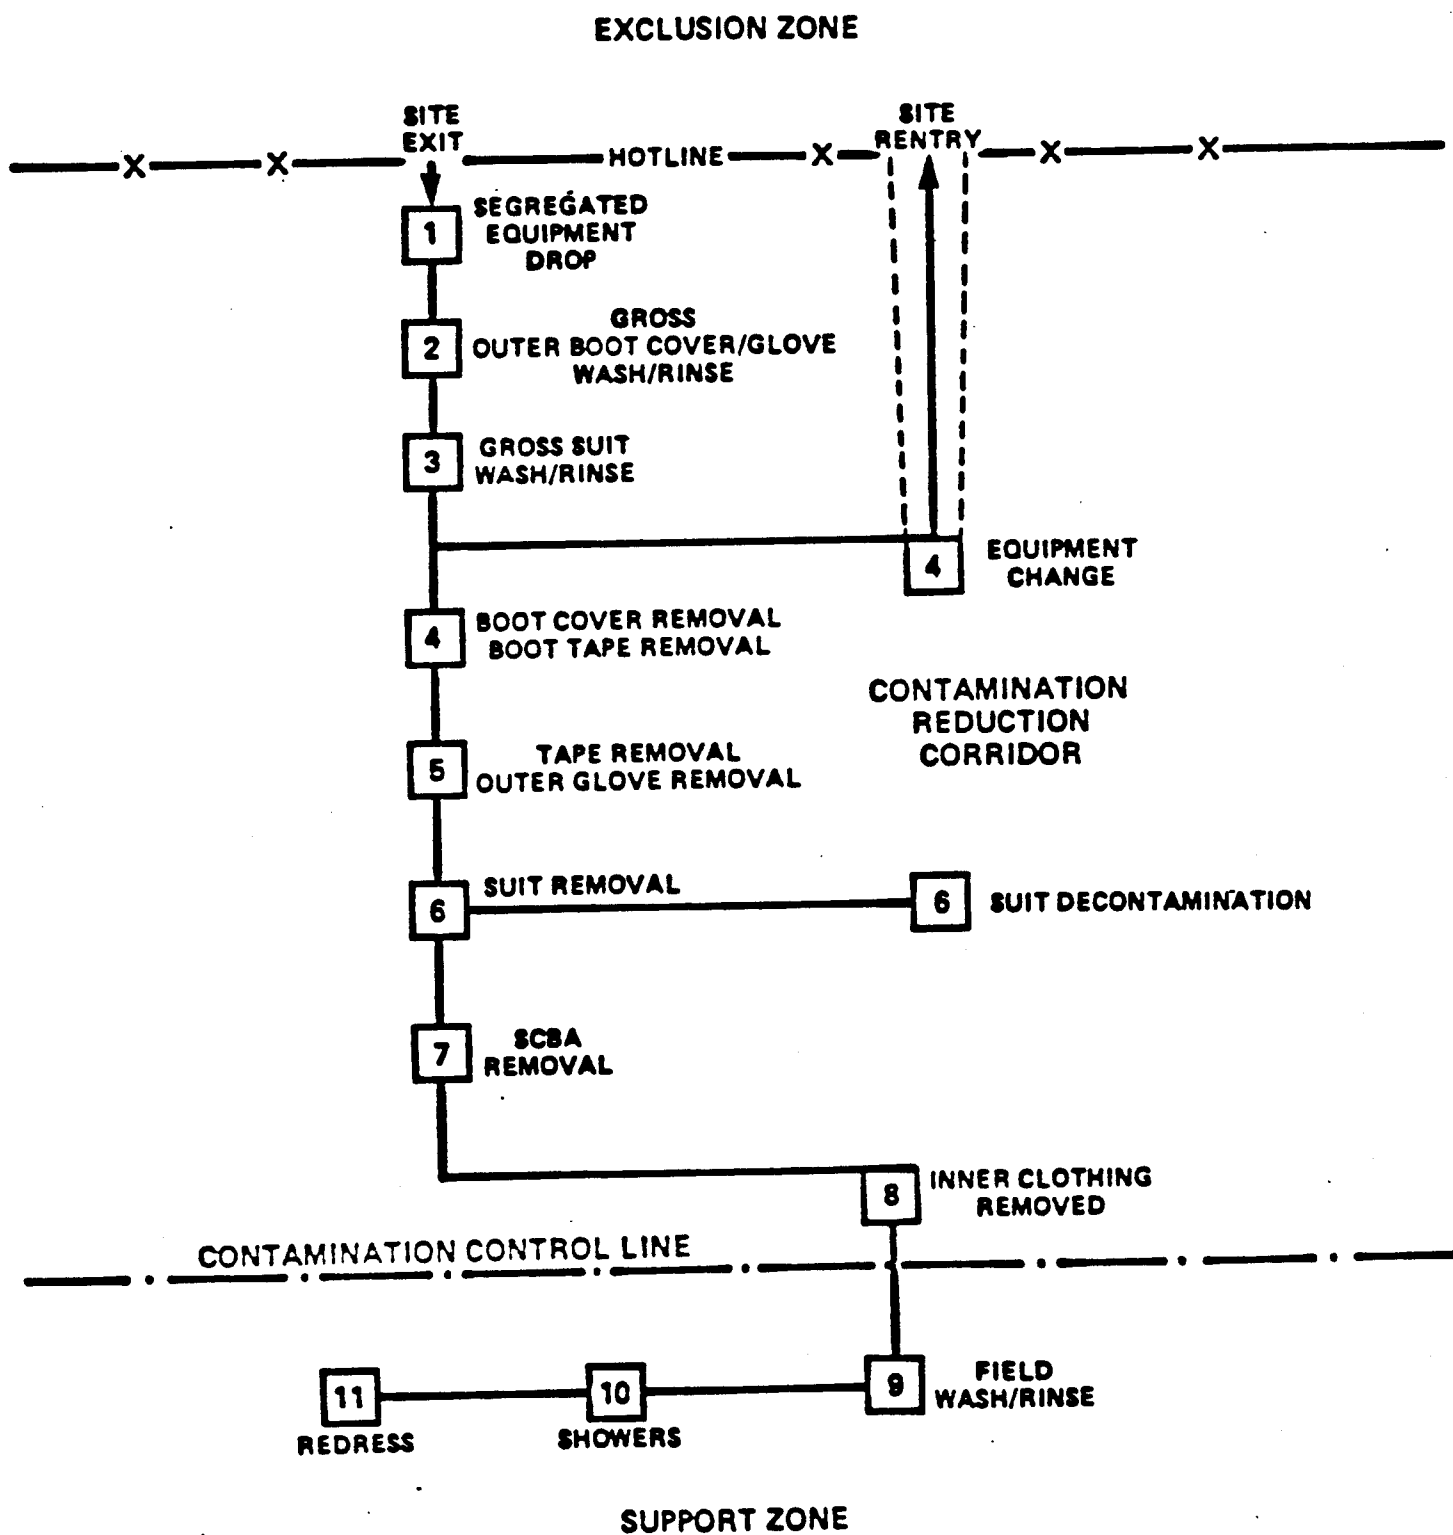 EXCLUSION ZONE
SITE
EXIT
SITE
RENTRY
X
X
HOTLINE
X
X
X
1
SEGREGATED
EQUIPMENT
DROP
2
GROSS
OUTER BOOT COVER/GLOVE
WASH/RINSE
3
GROSS SUIT
WASH/RINSE
4
EQUIPMENT
CHANGE
4
BOOT COVER REMOVAL
BOOT TAPE REMOVAL
CONTAMINATION
REDUCTION
CORRIDOR
5
TAPE REMOVAL
OUTER GLOVE REMOVAL
6
SUIT REMOVAL
6
SUIT DECONTAMINATION
7
SCBA
REMOVAL
8
INNER CLOTHING
REMOVED
CONTAMINATION CONTROL LINE
9
FIELD
WASH/RINSE
10
SHOWERS
11
REDRESS
SUPPORT ZONE